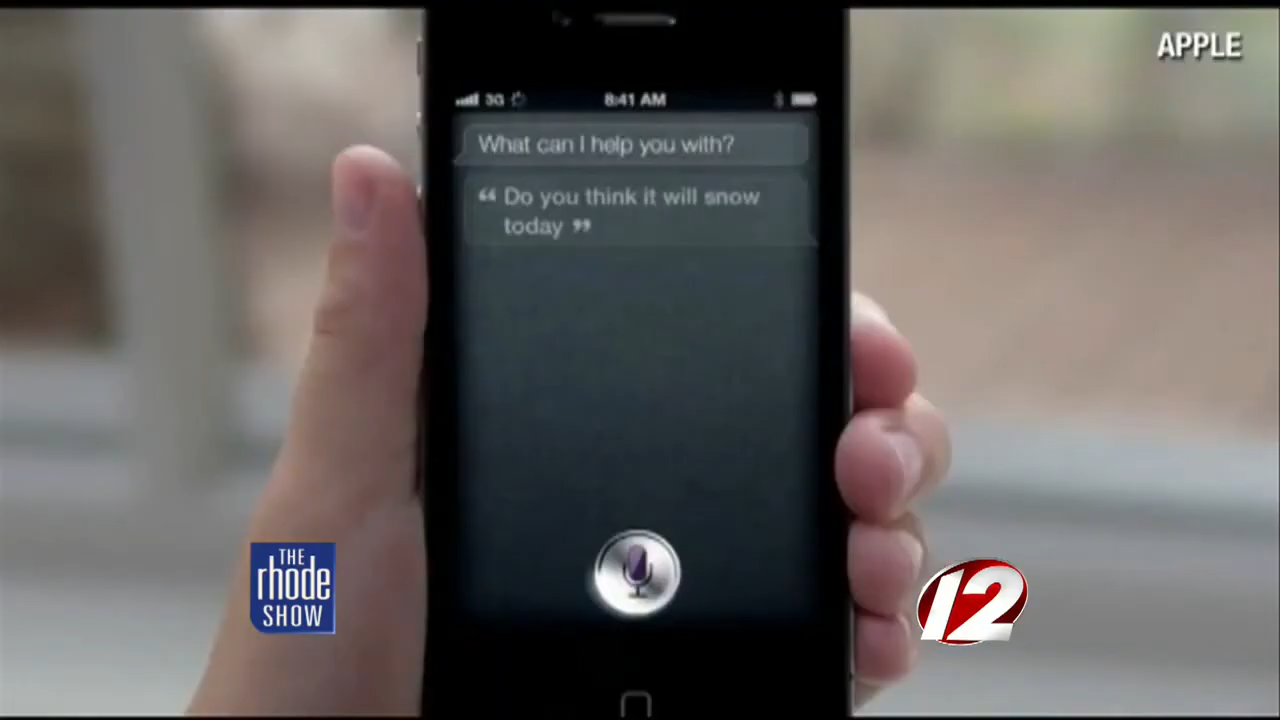 APPLE
3G 8:41 AM
What can I help you with?
“ Do you think it will snow
today ”
THE
rhode
SHOW
12